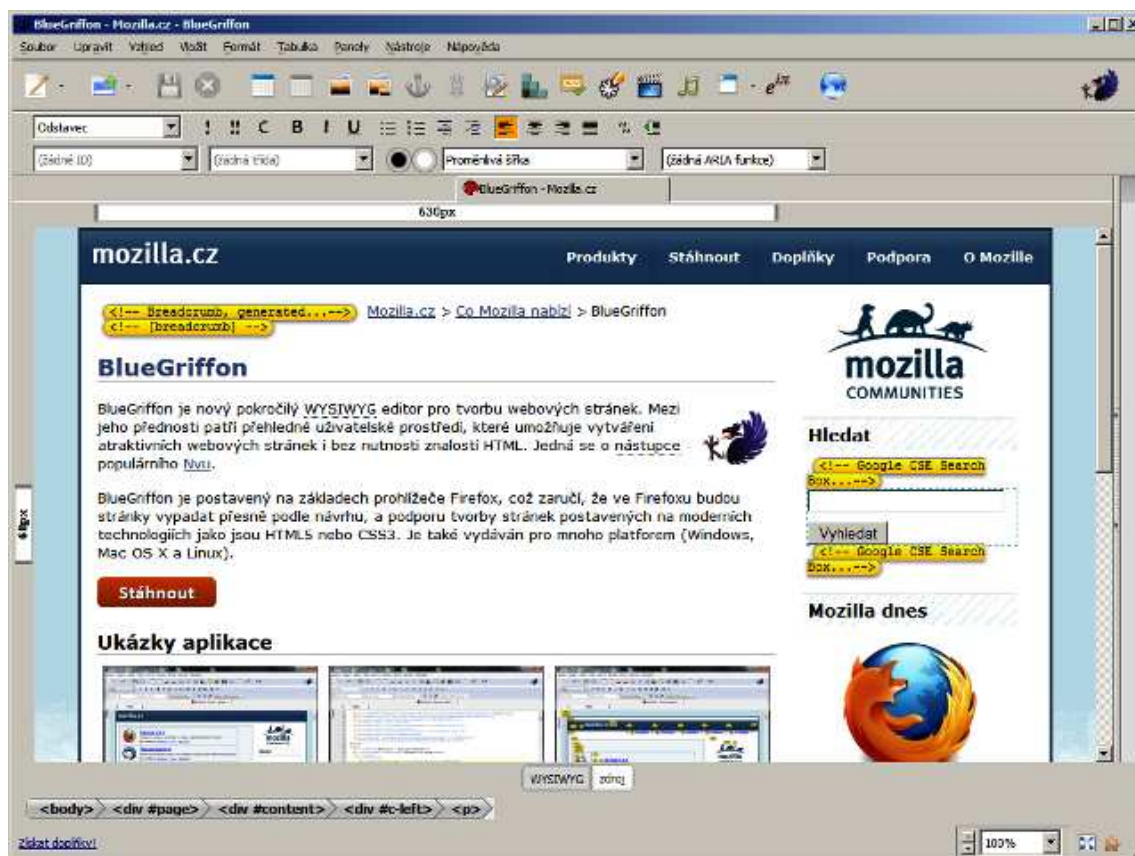 BlueGriffon - Mozilla.cz - BlueGriffon
Soubor Upravit Vzhled Vložit Formát Tabulka Panely Nástroje Nápověda
Odstavec ! !! C B I U
(žádné ID) (žádná třída) Proměnlivá šířka (žádná ARIA funkce)
BlueGriffon - Mozilla.cz
630px
mozilla.cz Produkty Stáhnout Doplňky Podpora O Mozille
<!-- Breadcrumb, generated...--> Mozilla.cz > Co Mozilla nabízí > BlueGriffon
<!-- [breadcrumb] -->
BlueGriffon
BlueGriffon je nový pokročilý WYSIWYG editor pro tvorbu webových stránek. Mezi
jeho přednosti patří přehledné uživatelské prostředí, které umožňuje vytváření
atraktivních webových stránek i bez nutnosti znalosti HTML. Jedná se o nástupce
populárního Nvu.
BlueGriffon je postavený na základech prohlížeče Firefox, což zaručí, že ve Firefoxu budou
stránky vypadat přesně podle návrhu, a podporu tvorby stránek postavených na moderních
technologiích jako jsou HTML5 nebo CSS3. Je také vydáván pro mnoho platforem (Windows,
Mac OS X a Linux).
Stáhnout
Ukázky aplikace
mozilla
COMMUNITIES
Hledat
<!-- Google CSE Search
Box...-->
Vyhledat
<!-- Google CSE Search
Box...-->
Mozilla dnes
WYSIWYG zdroj
<body> <div #page> <div #content> <div #c-left> <p>
Získat doplňky!
100%